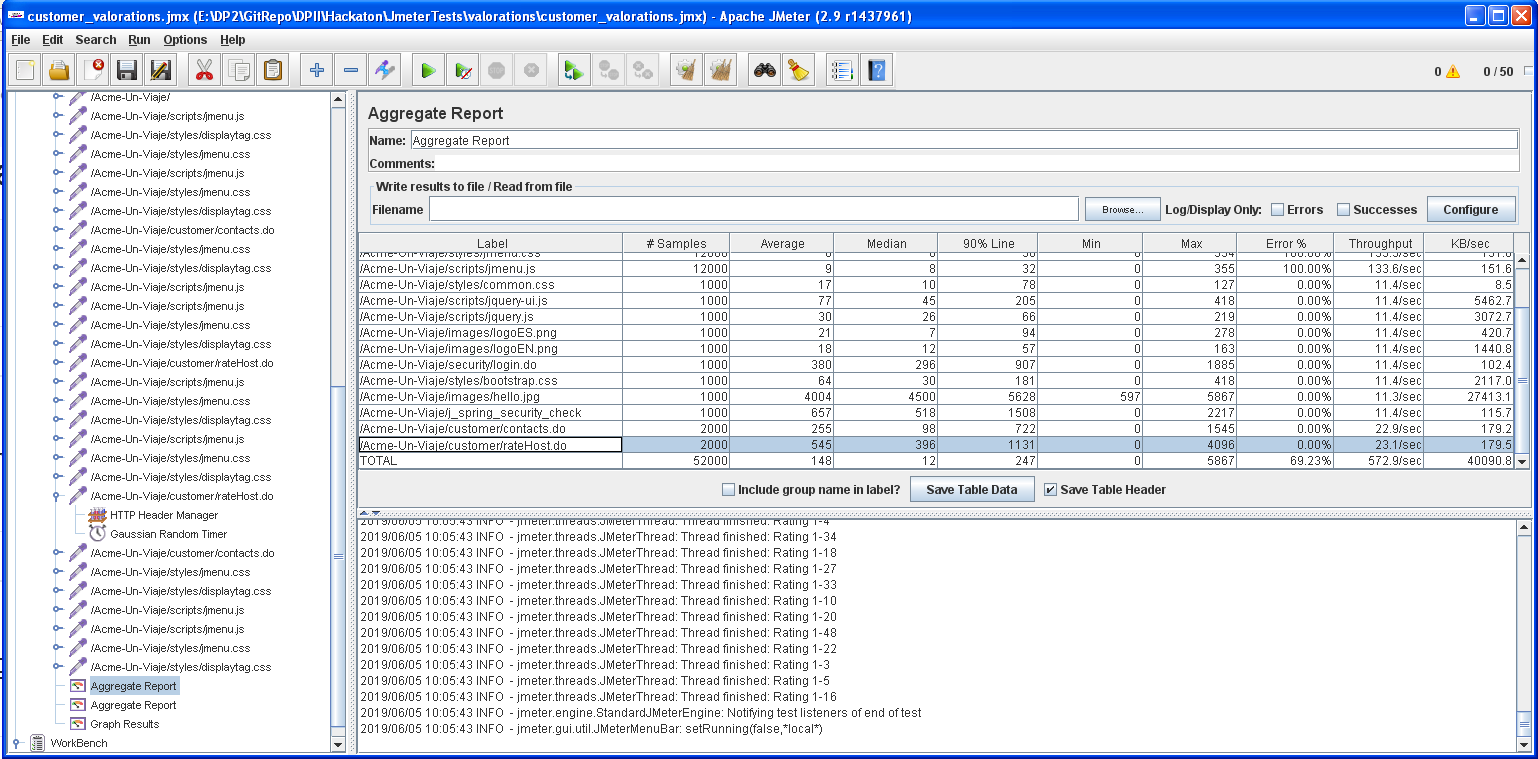 customer_valorations.jmx (E:\DP2\GitRepo\DPII\Hackaton\JmeterTests\valorations\customer_valorations.jmx) - Apache JMeter (2.9 r1437961)
File Edit Search Run Options Help
0 0 / 50
/Acme-Un-Viaje/
/Acme-Un-Viaje/scripts/jmenu.js
/Acme-Un-Viaje/styles/displaytag.css
/Acme-Un-Viaje/styles/jmenu.css
/Acme-Un-Viaje/scripts/jmenu.js
/Acme-Un-Viaje/styles/jmenu.css
/Acme-Un-Viaje/styles/displaytag.css
/Acme-Un-Viaje/customer/contacts.do
/Acme-Un-Viaje/styles/jmenu.css
/Acme-Un-Viaje/styles/displaytag.css
/Acme-Un-Viaje/scripts/jmenu.js
/Acme-Un-Viaje/scripts/jmenu.js
/Acme-Un-Viaje/styles/jmenu.css
/Acme-Un-Viaje/styles/displaytag.css
/Acme-Un-Viaje/customer/rateHost.do
/Acme-Un-Viaje/scripts/jmenu.js
/Acme-Un-Viaje/styles/jmenu.css
/Acme-Un-Viaje/styles/displaytag.css
/Acme-Un-Viaje/scripts/jmenu.js
/Acme-Un-Viaje/styles/jmenu.css
/Acme-Un-Viaje/styles/displaytag.css
/Acme-Un-Viaje/customer/rateHost.do
HTTP Header Manager
Gaussian Random Timer
/Acme-Un-Viaje/customer/contacts.do
/Acme-Un-Viaje/styles/jmenu.css
/Acme-Un-Viaje/styles/displaytag.css
/Acme-Un-Viaje/scripts/jmenu.js
/Acme-Un-Viaje/scripts/jmenu.js
/Acme-Un-Viaje/styles/jmenu.css
/Acme-Un-Viaje/styles/displaytag.css
Aggregate Report
Aggregate Report
Graph Results
WorkBench
Aggregate Report
Name: Aggregate Report
Comments:
Write results to file / Read from file
Filename Browse... Log/Display Only: Errors Successes Configure
Label # Samples Average Median 90% Line Min Max Error % Throughput KB/sec
/Acme-Un-Viaje/styles/jmenu.css 12000 100.00%
/Acme-Un-Viaje/scripts/jmenu.js 12000 9 8 32 0 355 100.00% 133.6/sec 151.6
/Acme-Un-Viaje/styles/common.css 1000 17 10 78 0 127 0.00% 11.4/sec 8.5
/Acme-Un-Viaje/scripts/jquery-ui.js 1000 77 45 205 0 418 0.00% 11.4/sec 5462.7
/Acme-Un-Viaje/scripts/jquery.js 1000 30 26 66 0 219 0.00% 11.4/sec 3072.7
/Acme-Un-Viaje/images/logoES.png 1000 21 7 94 0 278 0.00% 11.4/sec 420.7
/Acme-Un-Viaje/images/logoEN.png 1000 18 12 57 0 163 0.00% 11.4/sec 1440.8
/Acme-Un-Viaje/security/login.do 1000 380 296 907 0 1885 0.00% 11.4/sec 102.4
/Acme-Un-Viaje/styles/bootstrap.css 1000 64 30 181 0 418 0.00% 11.4/sec 2117.0
/Acme-Un-Viaje/images/hello.jpg 1000 4004 4500 5628 597 5867 0.00% 11.3/sec 27413.1
/Acme-Un-Viaje/j_spring_security_check 1000 657 518 1508 0 2217 0.00% 11.4/sec 115.7
/Acme-Un-Viaje/customer/contacts.do 2000 255 98 722 0 1545 0.00% 22.9/sec 179.2
/Acme-Un-Viaje/customer/rateHost.do 2000 545 396 1131 0 4096 0.00% 23.1/sec 179.5
TOTAL 52000 148 12 247 0 5867 69.23% 572.9/sec 40090.8
Include group name in label? Save Table Data Save Table Header
2019/06/05 10:05:43 INFO - jmeter.threads.JMeterThread: Thread finished: Rating 1-4
2019/06/05 10:05:43 INFO - jmeter.threads.JMeterThread: Thread finished: Rating 1-34
2019/06/05 10:05:43 INFO - jmeter.threads.JMeterThread: Thread finished: Rating 1-18
2019/06/05 10:05:43 INFO - jmeter.threads.JMeterThread: Thread finished: Rating 1-27
2019/06/05 10:05:43 INFO - jmeter.threads.JMeterThread: Thread finished: Rating 1-33
2019/06/05 10:05:43 INFO - jmeter.threads.JMeterThread: Thread finished: Rating 1-10
2019/06/05 10:05:43 INFO - jmeter.threads.JMeterThread: Thread finished: Rating 1-20
2019/06/05 10:05:43 INFO - jmeter.threads.JMeterThread: Thread finished: Rating 1-48
2019/06/05 10:05:43 INFO - jmeter.threads.JMeterThread: Thread finished: Rating 1-22
2019/06/05 10:05:43 INFO - jmeter.threads.JMeterThread: Thread finished: Rating 1-3
2019/06/05 10:05:43 INFO - jmeter.threads.JMeterThread: Thread finished: Rating 1-5
2019/06/05 10:05:43 INFO - jmeter.threads.JMeterThread: Thread finished: Rating 1-16
2019/06/05 10:05:43 INFO - jmeter.engine.StandardJMeterEngine: Notifying test listeners of end of test
2019/06/05 10:05:43 INFO - jmeter.gui.util.JMeterMenuBar: setRunning(false,*local*)